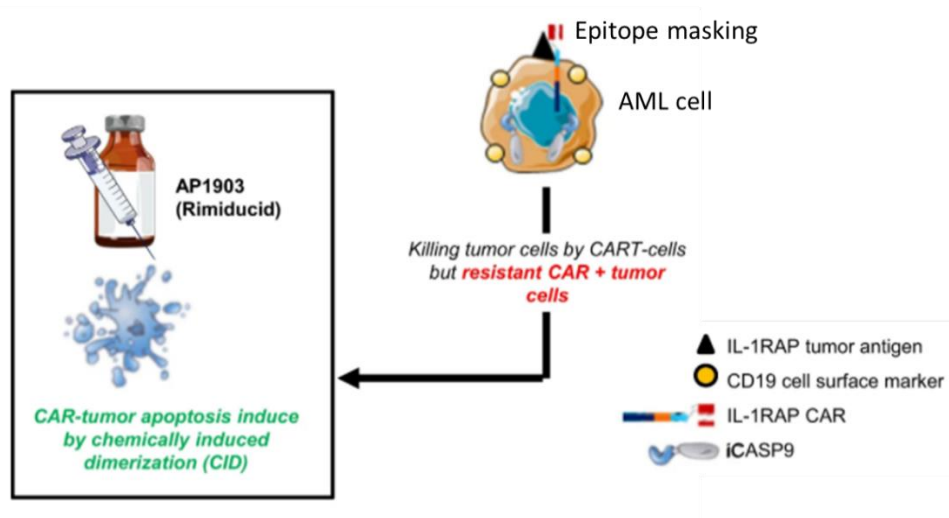 Epitope masking
AML cell
AP1903
(Rimiducid)
Killing tumor cells by CART-cells
but resistant CAR + tumor
cells
CAR-tumor apoptosis induce
by chemically induced
dimerization (CID)
IL-1RAP tumor antigen
CD19 cell surface marker
IL-1RAP CAR
iCASP9